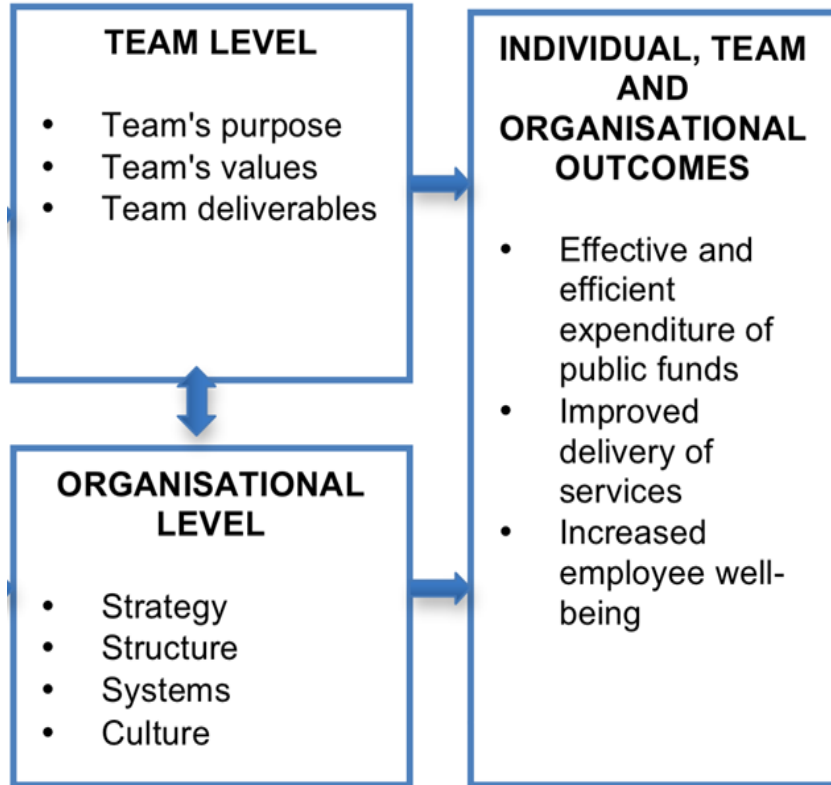 TEAM LEVEL
• Team's purpose
• Team's values
• Team deliverables
ORGANISATIONAL
LEVEL
• Strategy
• Structure
• Systems
• Culture
INDIVIDUAL, TEAM
AND
ORGANISATIONAL
OUTCOMES
• Effective and
efficient
expenditure of
public funds
• Improved
delivery of
services
• Increased
employee well-
being